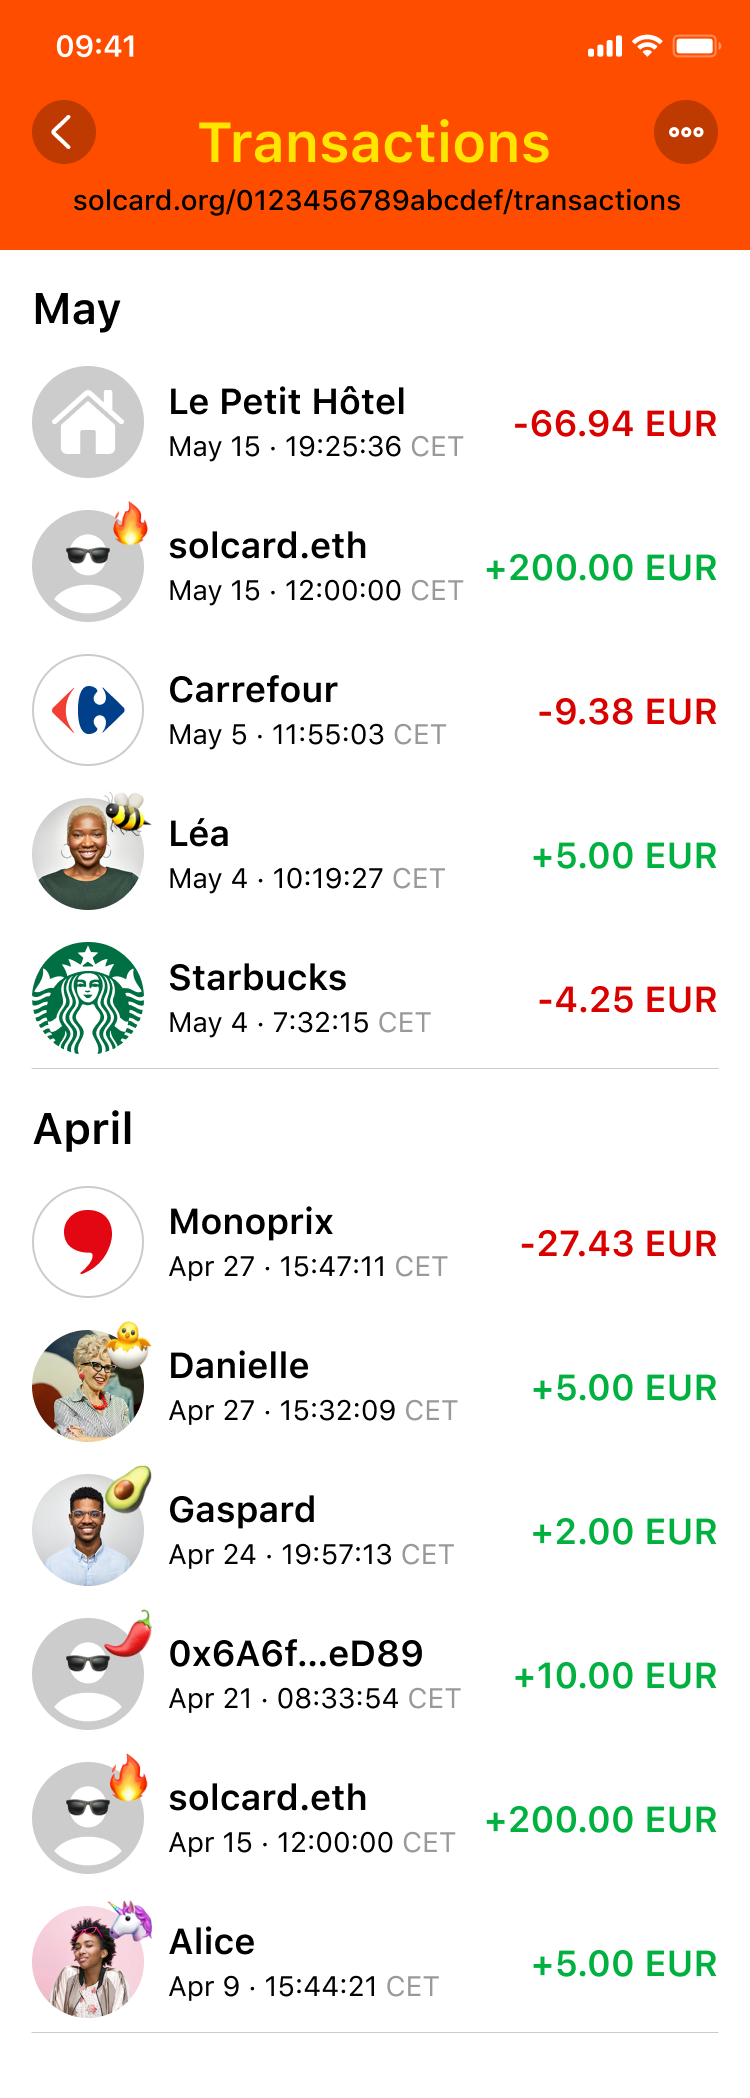 09:41
Transactions
solcard.org/0123456789abcdef/transactions
May
Le Petit Hôtel
May 15 · 19:25:36 CET
-66.94 EUR
solcard.eth
May 15 · 12:00:00 CET
+200.00 EUR
Carrefour
May 5 · 11:55:03 CET
-9.38 EUR
Léa
May 4 · 10:19:27 CET
+5.00 EUR
Starbucks
May 4 · 7:32:15 CET
-4.25 EUR
April
Monoprix
Apr 27 · 15:47:11 CET
-27.43 EUR
Danielle
Apr 27 · 15:32:09 CET
+5.00 EUR
Gaspard
Apr 24 · 19:57:13 CET
+2.00 EUR
0x6A6f...eD89
Apr 21 · 08:33:54 CET
+10.00 EUR
solcard.eth
Apr 15 · 12:00:00 CET
+200.00 EUR
Alice
Apr 9 · 15:44:21 CET
+5.00 EUR